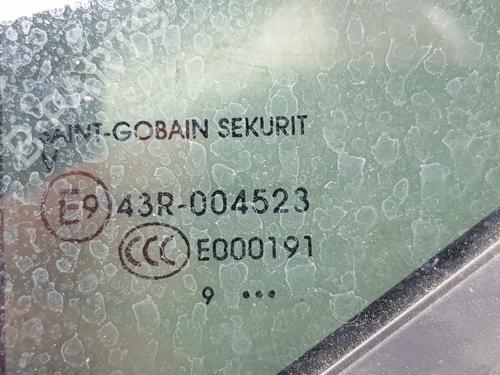 SAINT-GOBAIN SEKURIT
V
E9 43R-004523
CCC E000191
9 •••